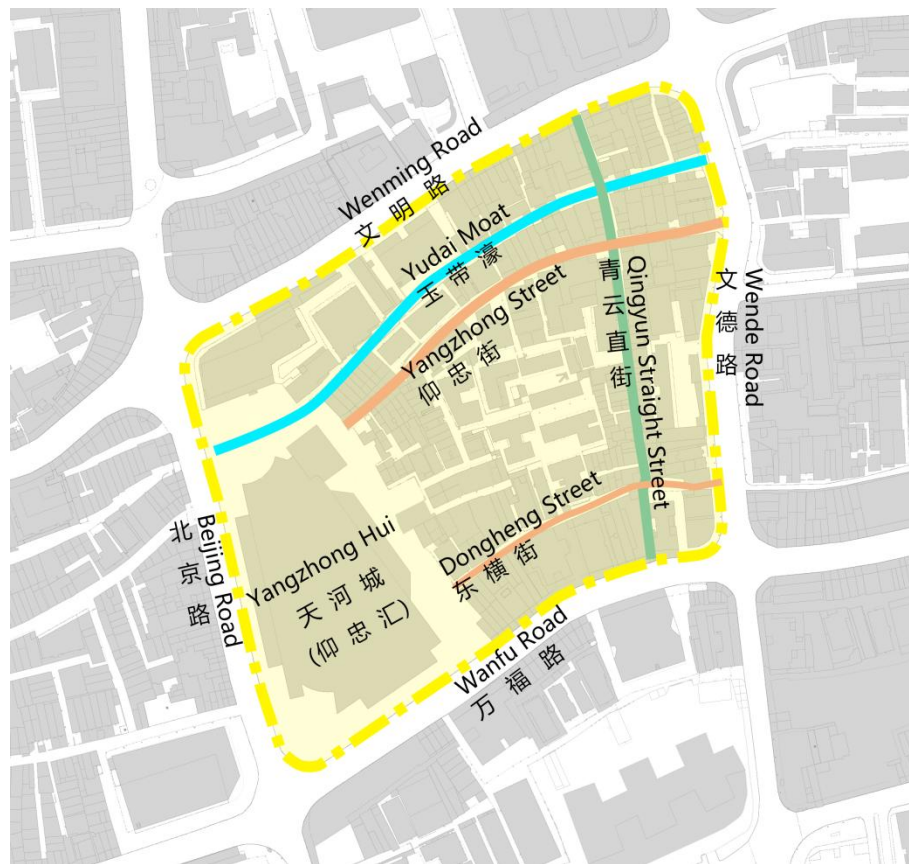 Wenming Road
文明路
Yudai Moat
玉带濠
Yangzhong Street
仰忠街
Qingyun Straight Street
青云直街
Wende Road
文德路
Beijing Road
北京路
Yangzhong Hui
天河城
(仰忠汇)
Dongheng Street
东横街
Wanfu Road
万福路